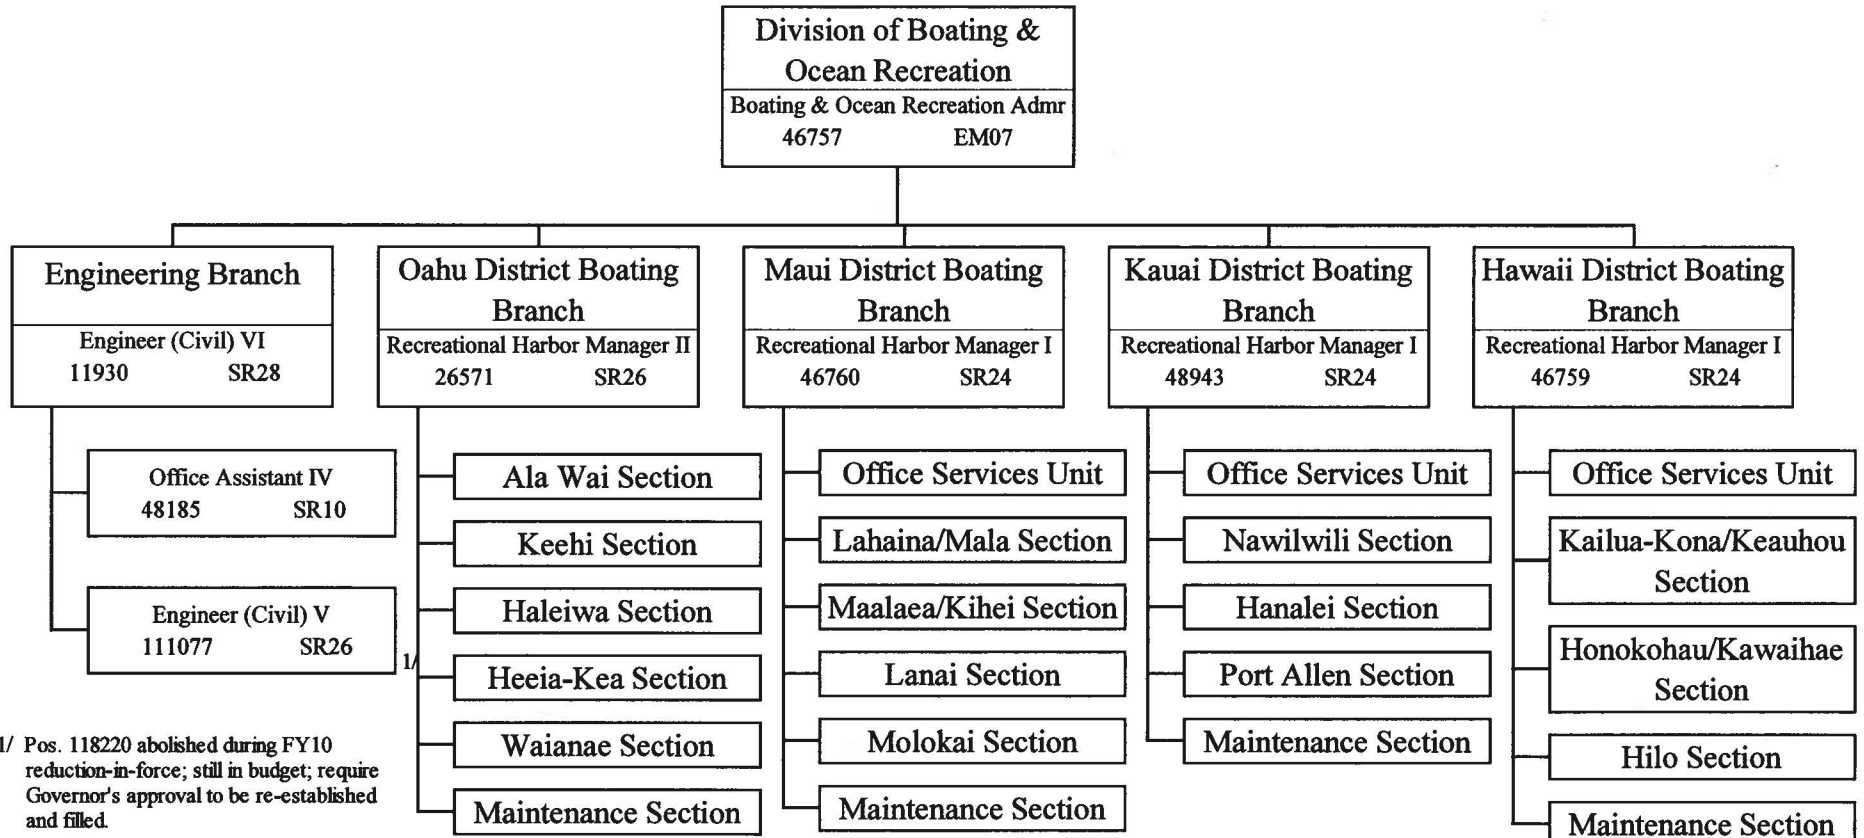 Division of Boating &
Ocean Recreation
Boating & Ocean Recreation Admr
46757 EM07
Engineering Branch
Engineer (Civil) VI
11930 SR28
Office Assistant IV
48185 SR10
Engineer (Civil) V
111077 SR26
1/
1/ Pos. 118220 abolished during FY10
reduction-in-force; still in budget; require
Governor's approval to be re-established
and filled.
Oahu District Boating
Branch
Recreational Harbor Manager II
26571 SR26
Ala Wai Section
Keehi Section
Haleiwa Section
Heeia-Kea Section
Waianae Section
Maintenance Section
Maui District Boating
Branch
Recreational Harbor Manager I
46760 SR24
Office Services Unit
Lahaina/Mala Section
Maalaea/Kihei Section
Lanai Section
Molokai Section
Maintenance Section
Kauai District Boating
Branch
Recreational Harbor Manager I
48943 SR24
Office Services Unit
Nawilwili Section
Hanalei Section
Port Allen Section
Maintenance Section
Hawaii District Boating
Branch
Recreational Harbor Manager I
46759 SR24
Office Services Unit
Kailua-Kona/Keauhou
Section
Honokohau/Kawaihae
Section
Hilo Section
Maintenance Section